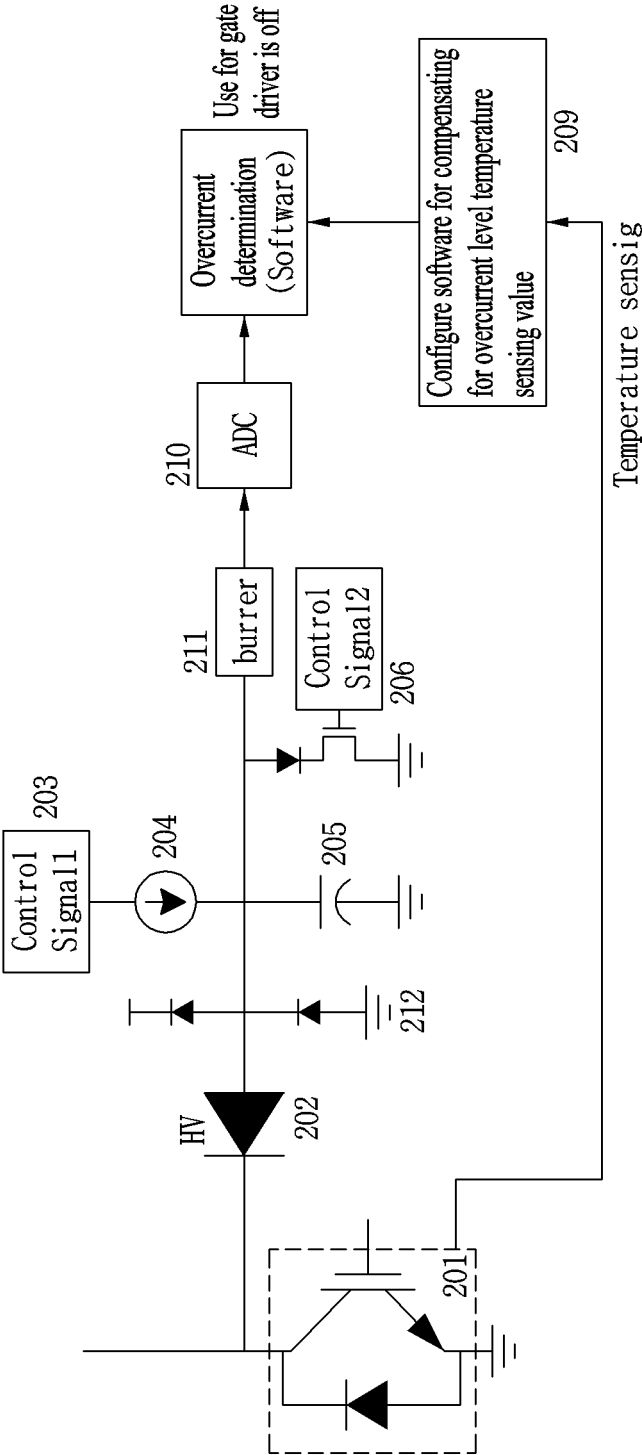 Control
Signal1
203
204
HV
202
212
205
211
burrer
210
ADC
Overcurrent
determination
(Software)
Use for gate
driver is off
Control
Signal2
206
201
Configure software for compensating
for overcurrent level temperature
sensing value
209
Temperature sensig